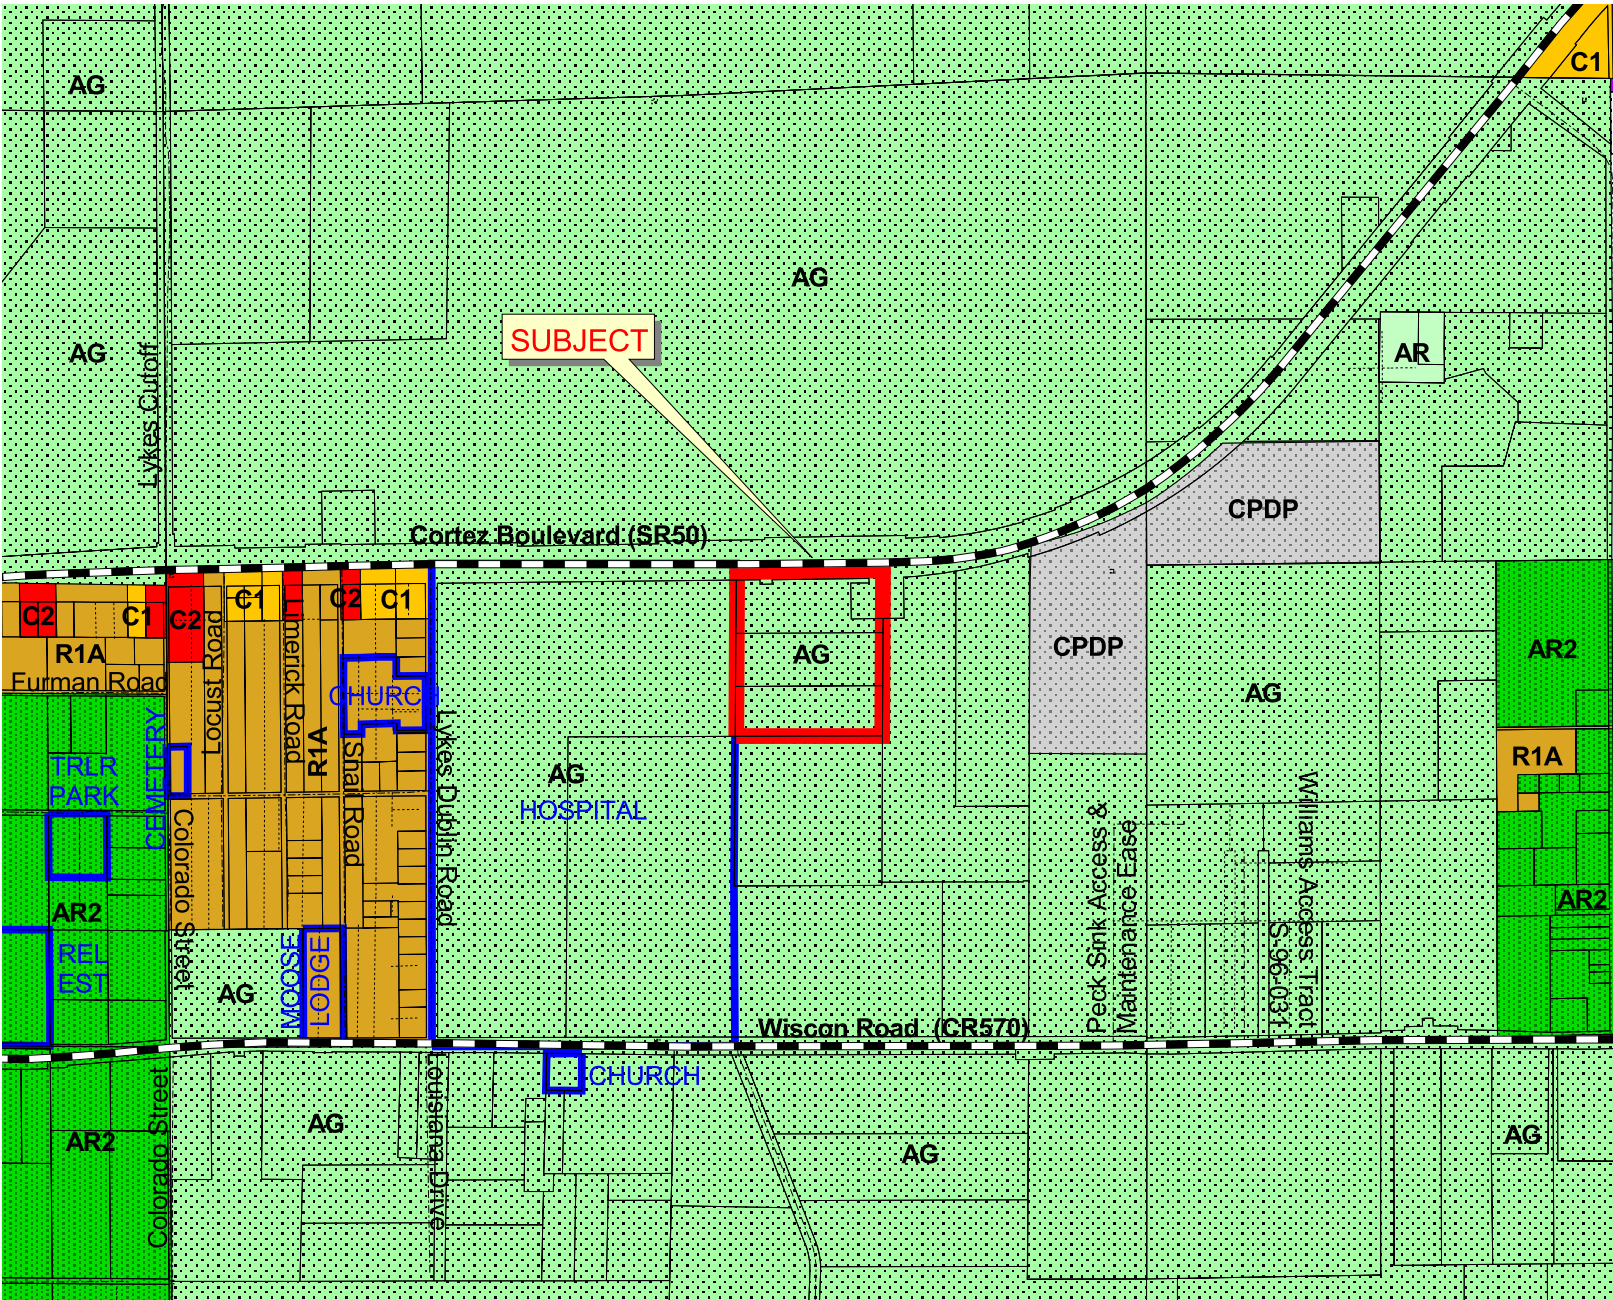 C1
AG
AG
SUBJECT
AG
Lykes Cutoff
AR
CPDP
Cortez Boulevard (SR50)
C2
C1
C2
C1
C2
C1
R1A
Furman Road
Locust Road
Limerick Road
R1A
CHURCH
Snail Road
Lykes Dublin Road
AG
CPDP
AG
AR2
CEMETERY
TRLR
PARK
Colorado Street
AG
HOSPITAL
R1A
Peck Sink Access &
Maintenance Ease
Williams Access Tract
S-96-031
AR2
AR2
REL
EST
AG
MOOSE
LODGE
Wiscon Road (CR570)
CHURCH
Colorado Street
Louisiana Drive
AR2
AG
AG
AG